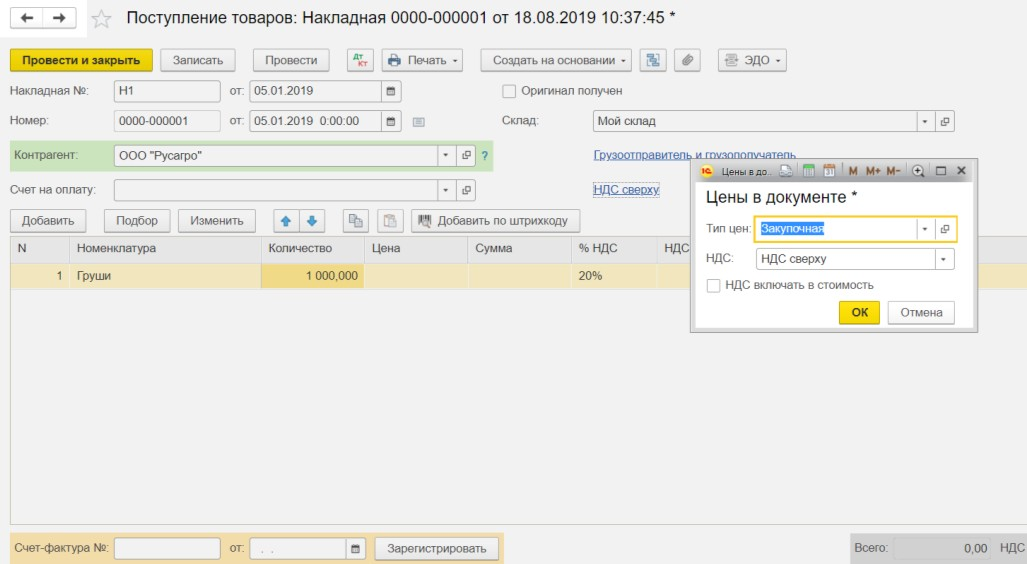 Поступление товаров: Накладная 0000-000001 от 18.08.2019 10:37:45 *
Провести и закрыть Записать Провести Дт Кт Печать Создать на основании ЭДО
Накладная №: Н1 от: 05.01.2019 Оригинал получен
Номер: 0000-000001 от: 05.01.2019 0:00:00 Склад: Мой склад
Контрагент: ООО "Русагро" ? Грузоотправитель и грузополучатель
Счет на оплату: НДС сверху
Добавить Подбор Изменить Добавить по штрихкоду
N Номенклатура Количество Цена Сумма % НДС НДС
1 Груши 1 000,000 20%
1С Цены в до... 31 M M+ M-
Цены в документе *
Тип цен: Закупочная
НДС: НДС сверху
НДС включать в стоимость
ОК Отмена
Счет-фактура №: от: . . Зарегистрировать Всего: 0,00 НДС